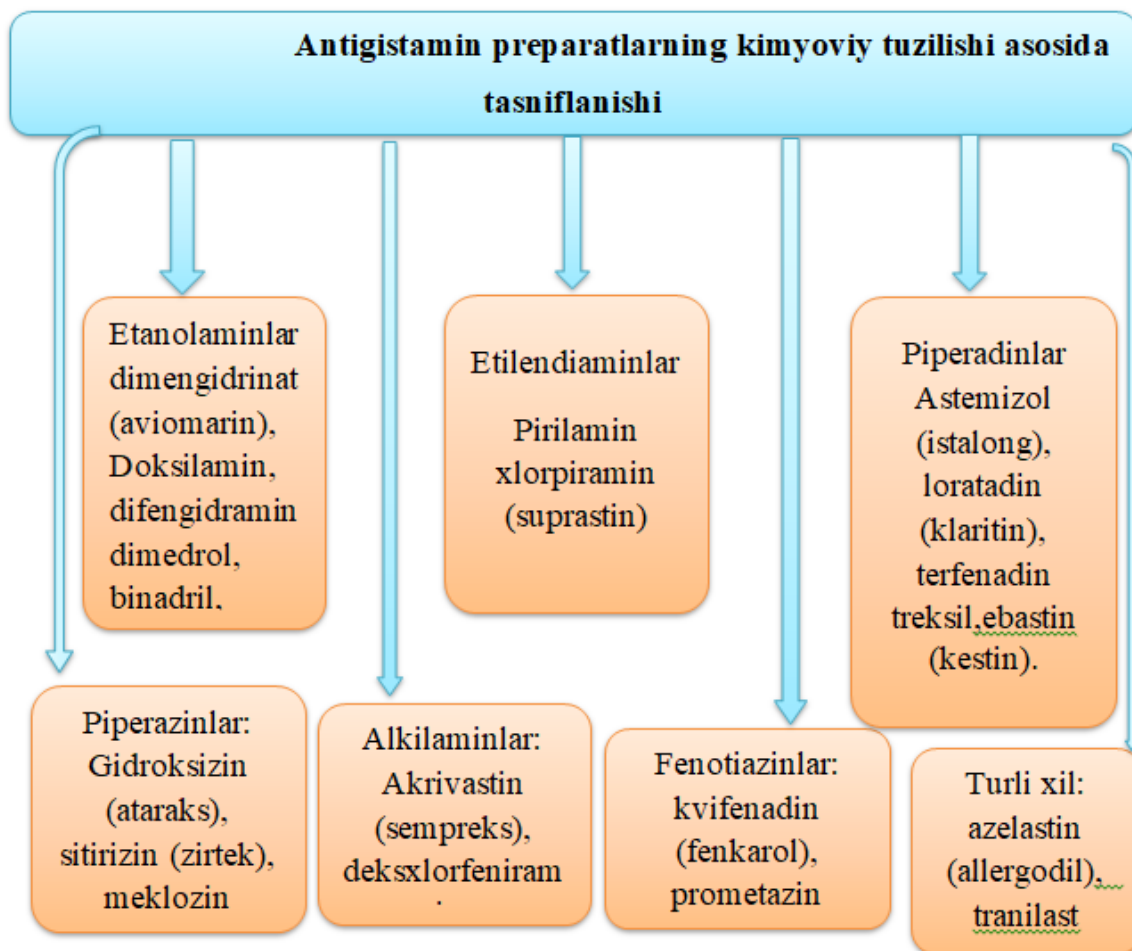 Antigistamin preparatlarning kimyoviy tuzilishi asosida
tasniflanishi
Etanolaminlar
dimengidrinat
(aviomarin),
Doksilamin,
difengidramin
dimedrol,
binadril,
Etilendiaminlar
Pirilamin
xlorpiramin
(suprastin)
Piperadinlar
Astemizol
(istalong),
loratadin
(klaritin),
terfenadin
treksil,ebastin
(kestin).
Piperazinlar:
Gidroksizin
(ataraks),
sitirizin (zirtek),
meklozin
Alkilaminlar:
Akrivastin
(sempreks),
deksxlorfeniram
Fenotiazinlar:
kvifenadin
(fenkarol),
prometazin
Turli xil:
azelastin
(allergodil),
tranilast